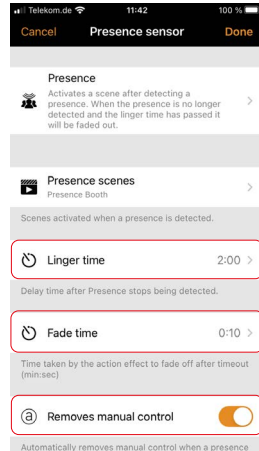 Telekom.de 11:42 100 %
Cancel Presence sensor Done
Presence
Activates a scene after detecting a
presence. When the presence is no longer
detected and the linger time has passed it
will be faded out.
Presence scenes
Presence Booth
Scenes activated when a presence is detected.
Linger time 2:00
Delay time after Presence stops being detected.
Fade time 0:10
Time taken by the action effect to fade off after timeout
(min:sec)
a Removes manual control
Automatically removes manual control when a presence